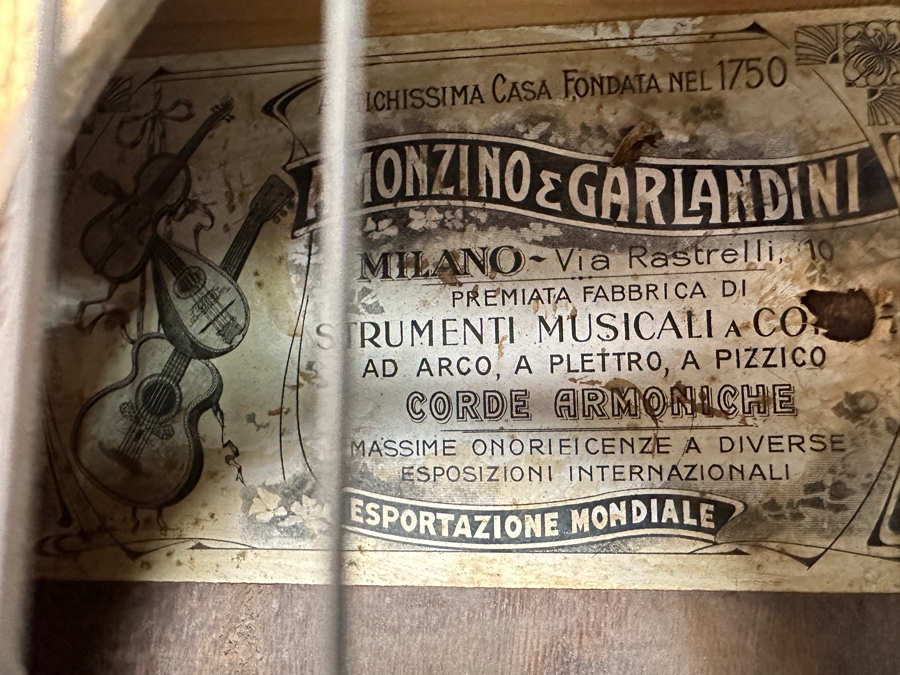 CASA FONDATA NEL 1750
MONZINO & GARLANDINI
MILANO ~ Via Rastrelli, 10
PREMIATA FABBRICA DI
STRUMENTI MUSICALI A
AD ARCO, A PLETTRO, A PIZZICO
CORDE ARMONICHE
MASSIME ONORIFICENZE A DIVERSE
ESPOSIZIONI INTERNAZIONALI
ESPORTAZIONE MONDIALE